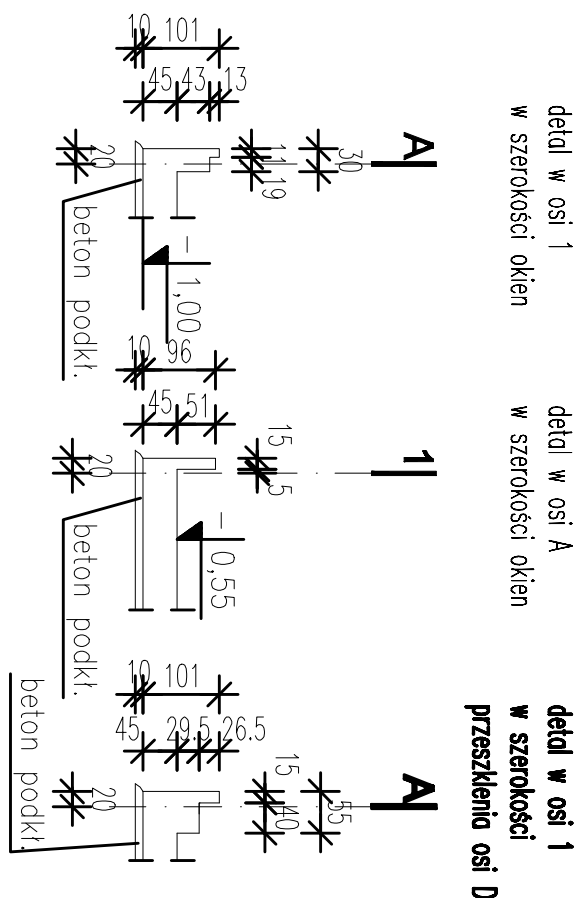 detal w osi 1
w szerokości okien
A
30
11 19
10 101
45 43 13
20
- 1,00
beton podkł.
detal w osi A
w szerokości okien
1
15 5
10 96
45 51
20
- 0,55
beton podkł.
detal w osi 1
w szerokości
przeszklenia osi D
A
55
15 40
10 101
45 29.5 26.5
20
beton podkł.